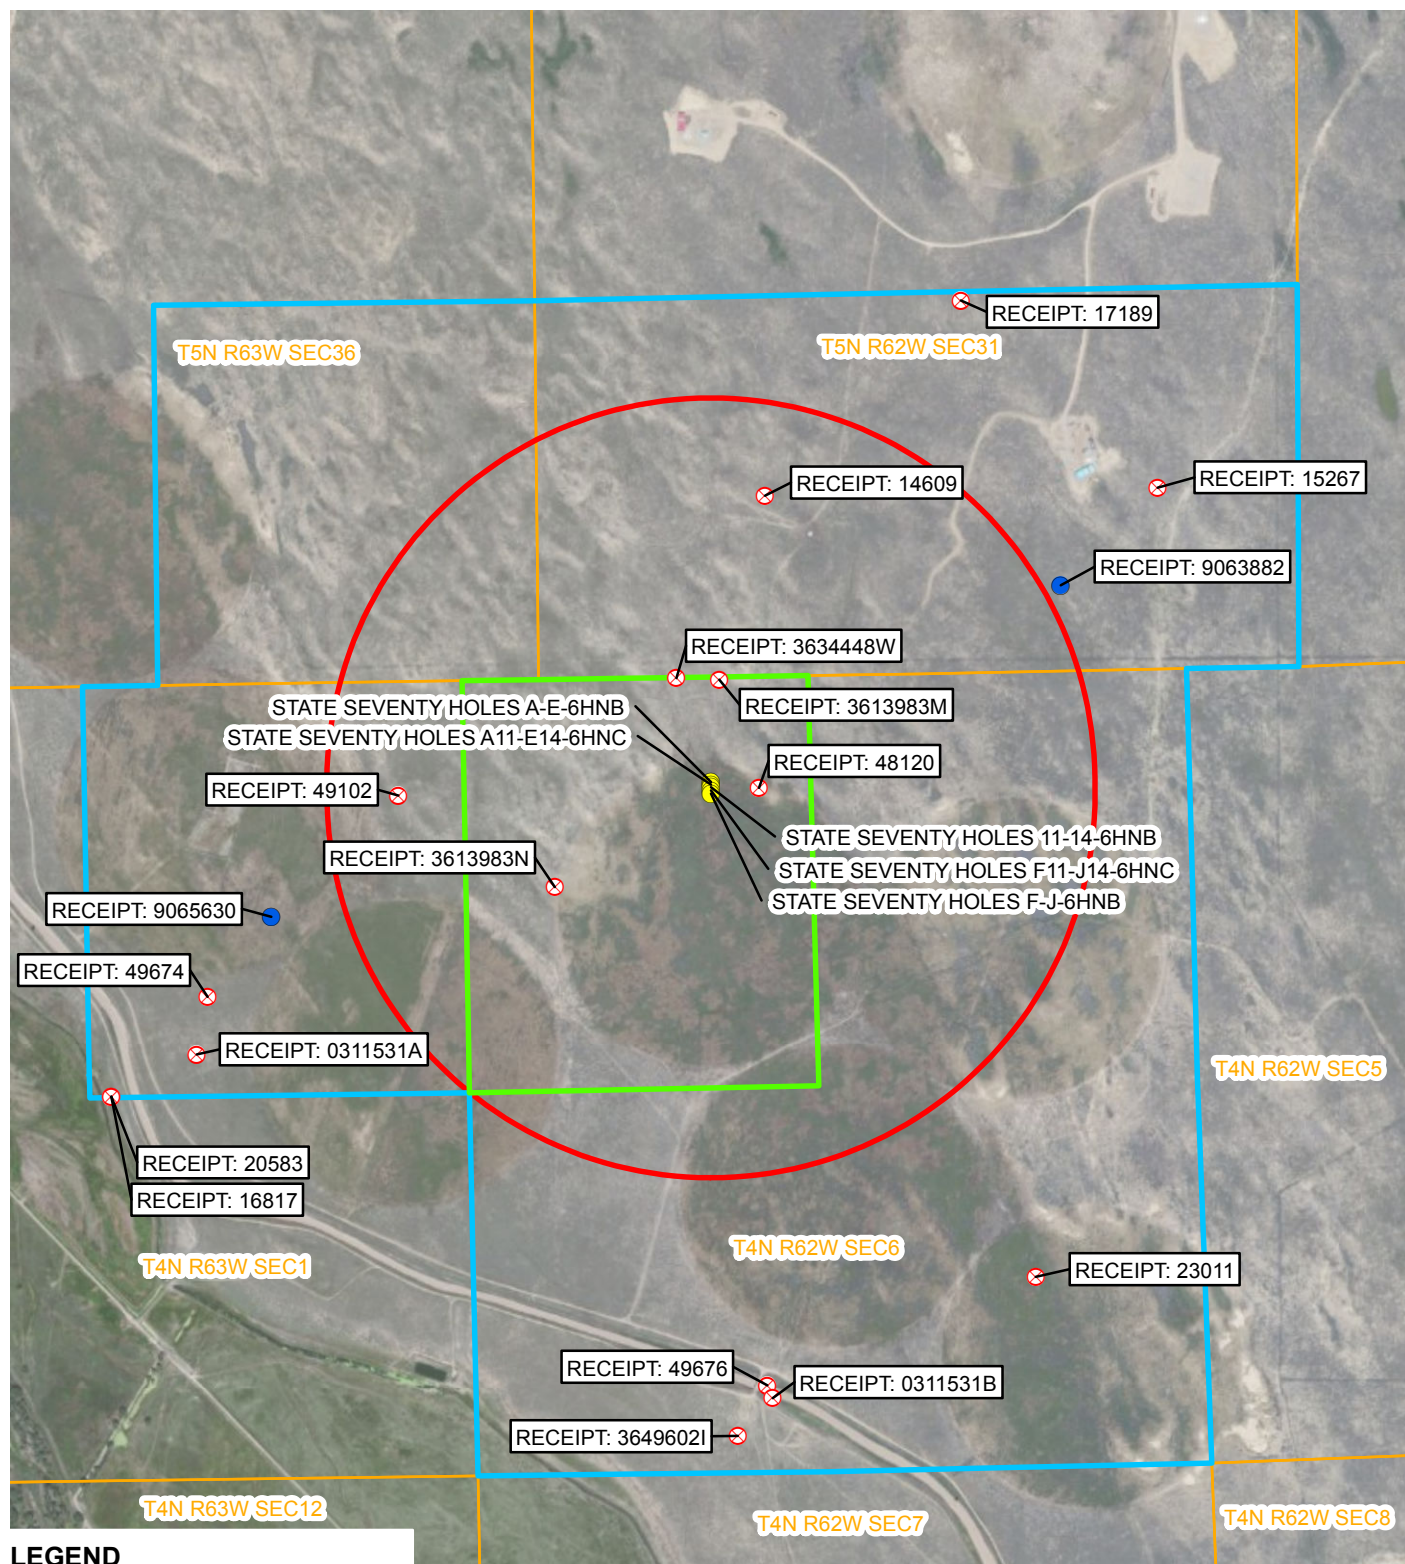 RECEIPT: 17189
T5N R63W SEC36
T5N R62W SEC31
RECEIPT: 14609
RECEIPT: 15267
RECEIPT: 9063882
RECEIPT: 3634448W
RECEIPT: 3613983M
STATE SEVENTY HOLES A-E-6HNB
STATE SEVENTY HOLES A11-E14-6HNC
RECEIPT: 48120
RECEIPT: 49102
STATE SEVENTY HOLES 11-14-6HNB
RECEIPT: 3613983N
STATE SEVENTY HOLES F11-J14-6HNC
STATE SEVENTY HOLES F-J-6HNB
RECEIPT: 9065630
RECEIPT: 49674
RECEIPT: 0311531A
T4N R62W SEC5
RECEIPT: 20583
RECEIPT: 16817
T4N R62W SEC6
T4N R63W SEC1
RECEIPT: 23011
RECEIPT: 49676
RECEIPT: 0311531B
RECEIPT: 3649602I
T4N R63W SEC12
T4N R62W SEC7
T4N R62W SEC8
LEGEND